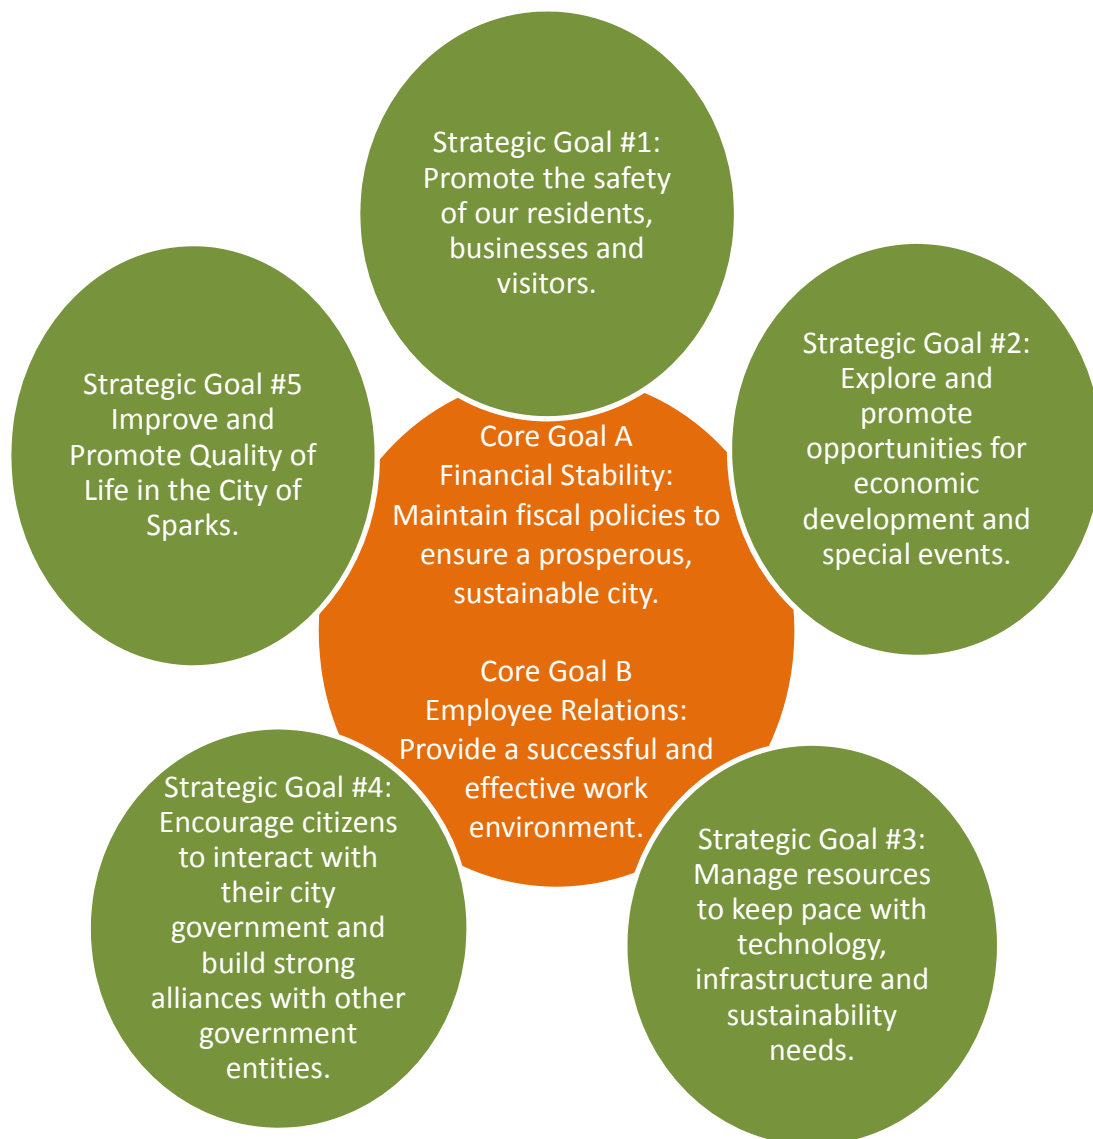 Strategic Goal #1:
Promote the safety
of our residents,
businesses and
visitors.
Strategic Goal #2:
Explore and
promote
opportunities for
economic
development and
special events.
Strategic Goal #3:
Manage resources
to keep pace with
technology,
infrastructure and
sustainability
needs.
Strategic Goal #4:
Encourage citizens
to interact with
their city
government and
build strong
alliances with other
government
entities.
Strategic Goal #5
Improve and
Promote Quality of
Life in the City of
Sparks.
Core Goal A
Financial Stability:
Maintain fiscal policies to
ensure a prosperous,
sustainable city.
Core Goal B
Employee Relations:
Provide a successful and
effective work
environment.